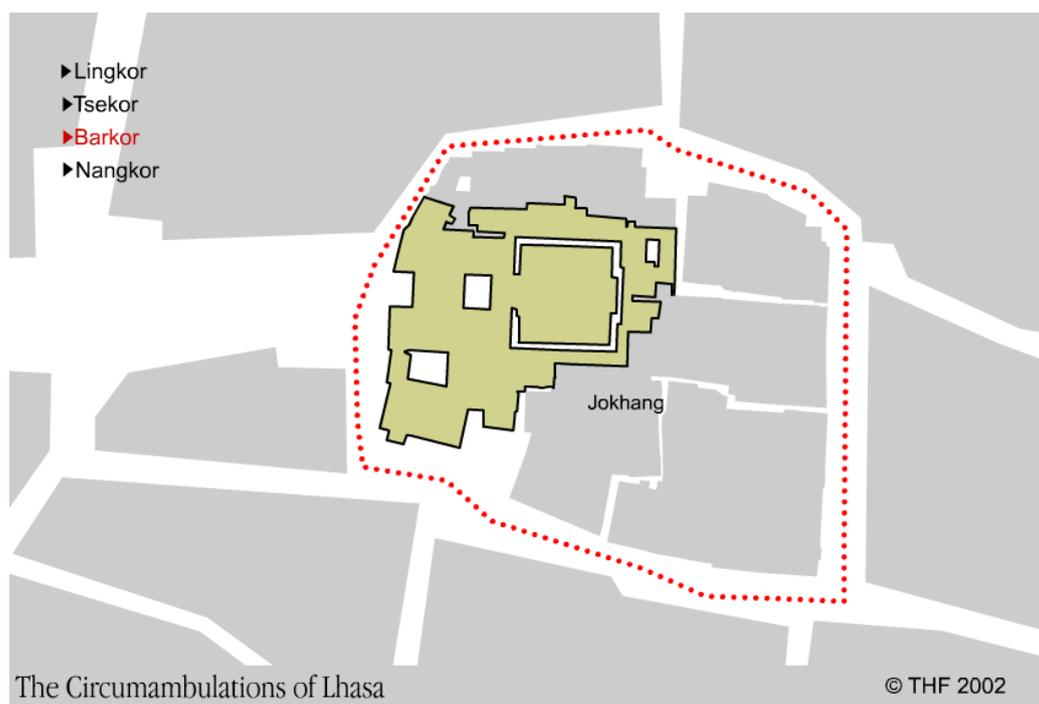 ▶Lingkor
▶Tsekor
▶Barkor
▶Nangkor
Jokhang
The Circumambulations of Lhasa
© THF 2002